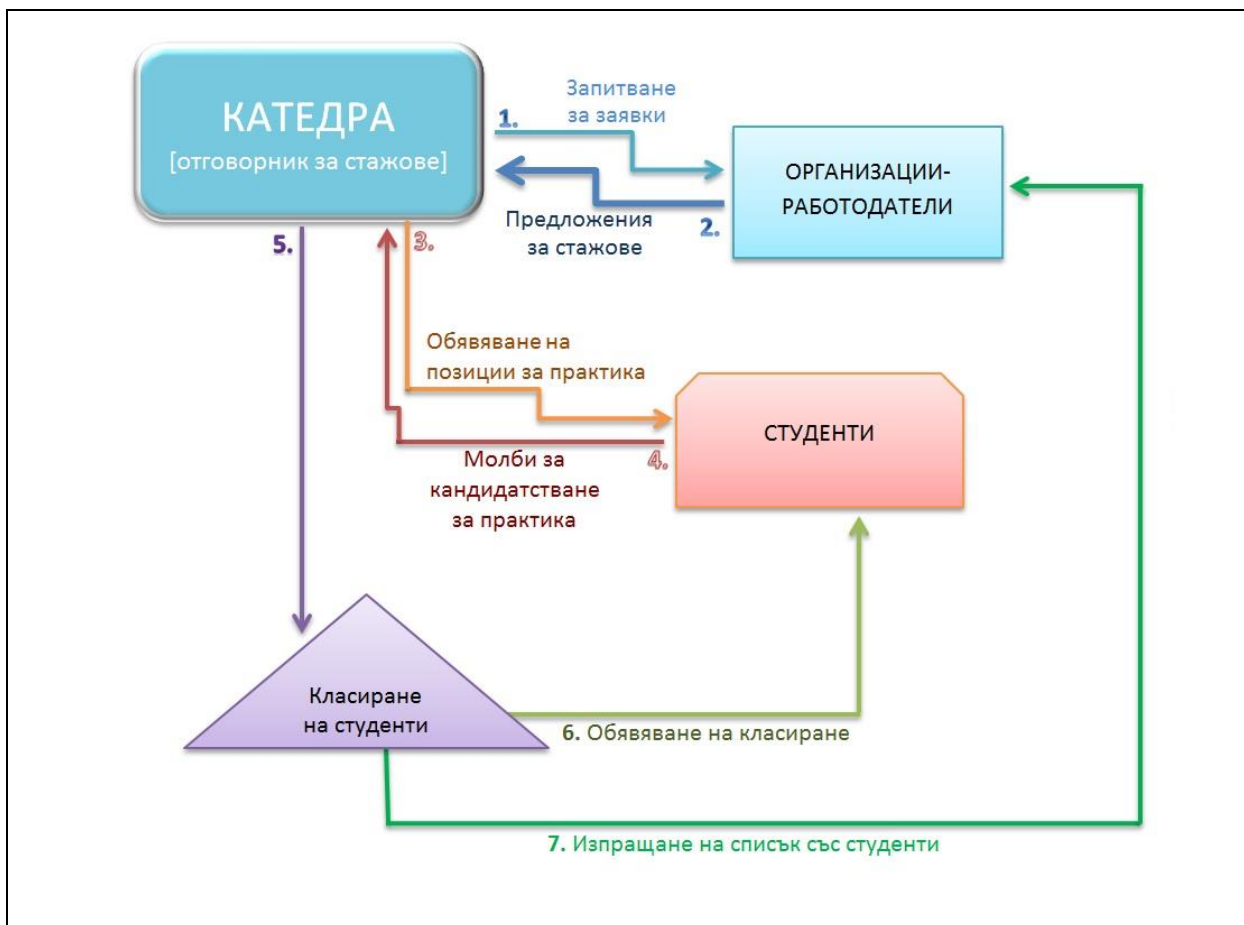 КАТЕДРА
[отговорник за стажове]
1.
Запитване
за заявки
ОРГАНИЗАЦИИ-
РАБОТОДАТЕЛИ
2.
Предложения
за стажове
5.
3.
Обявяване на
позиции за практика
СТУДЕНТИ
4.
Молби за
кандидатстване
за практика
Класиране
на студенти
6. Обявяване на класиране
7. Изпращане на списък със студенти